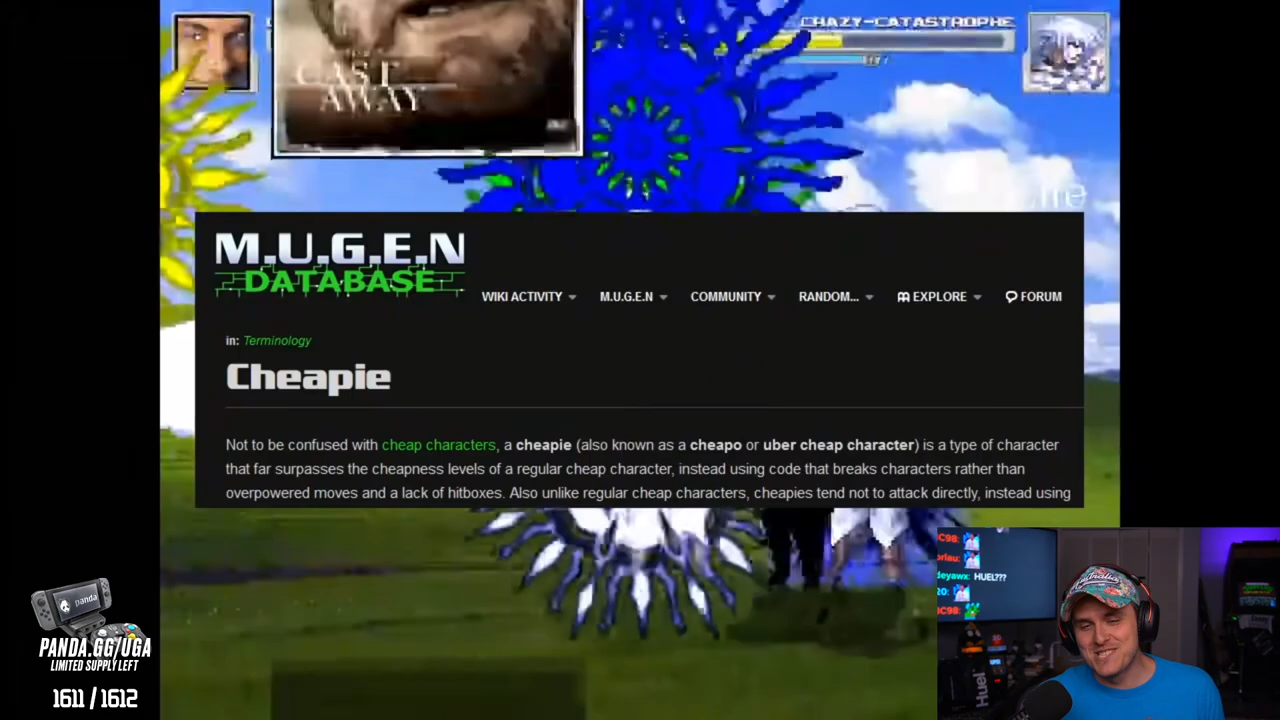 CRAZY-CATASTROPHE
CAST
AWAY
M.U.G.E.N
DATABASE
WIKI ACTIVITY
M.U.G.E.N
COMMUNITY
RANDOM...
EXPLORE
FORUM
in: Terminology
Cheapie
Not to be confused with cheap characters, a cheapie (also known as a cheapo or uber cheap character) is a type of character
that far surpasses the cheapness levels of a regular cheap character, instead using code that breaks characters rather than
overpowered moves and a lack of hitboxes. Also unlike regular cheap characters, cheapies tend not to attack directly, instead using
deyawx: HUEL???
Australia
Huel
panda
PANDA.GG/UGA
LIMITED SUPPLY LEFT
1611 / 1612